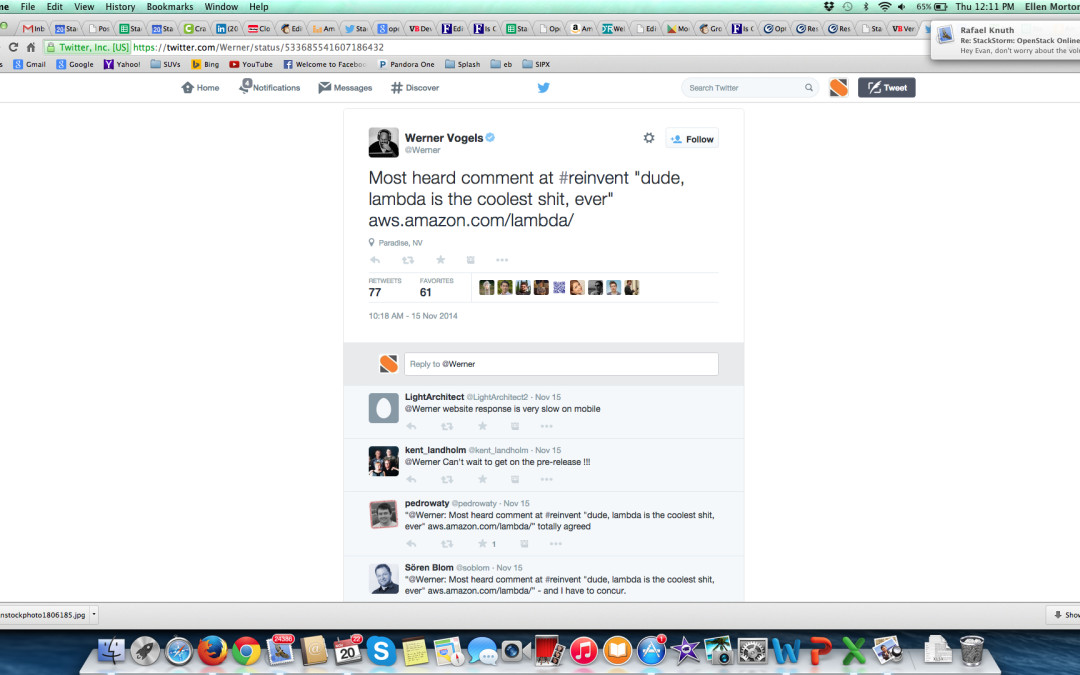 File Edit View History Bookmarks Window Help
65% Thu 12:11 PM Ellen Morton
Rafael Knuth
Re: StackStorm: OpenStack Online
Hey Evan, don't worry about the
Twitter, Inc. [US] https://twitter.com/Werner/status/533685541607186432
Gmail Google Yahoo! SUVs Bing YouTube Welcome to Faceboo Pandora One Splash eb SIPX
Home 4 Notifications Messages # Discover Search Twitter Tweet
Werner Vogels
@Werner
Follow
Most heard comment at #reinvent "dude,
lambda is the coolest shit, ever"
aws.amazon.com/lambda/
Paradise, NV
RETWEETS FAVORITES
77 61
10:18 AM - 15 Nov 2014
Reply to @Werner
LightArchitect @LightArchitect2 · Nov 15
@Werner website response is very slow on mobile
kent_landholm @kent_landholm · Nov 15
@Werner Can't wait to get on the pre-release !!!
pedrowaty @pedrowaty · Nov 15
"@Werner: Most heard comment at #reinvent "dude, lambda is the coolest shit,
ever" aws.amazon.com/lambda/" totally agreed
1
Sören Blom @soblom · Nov 15
"@Werner: Most heard comment at #reinvent "dude, lambda is the coolest shit,
ever" aws.amazon.com/lambda/" - and I have to concur.
nstockphoto1806185.jpg
Show
24386 22 1
20